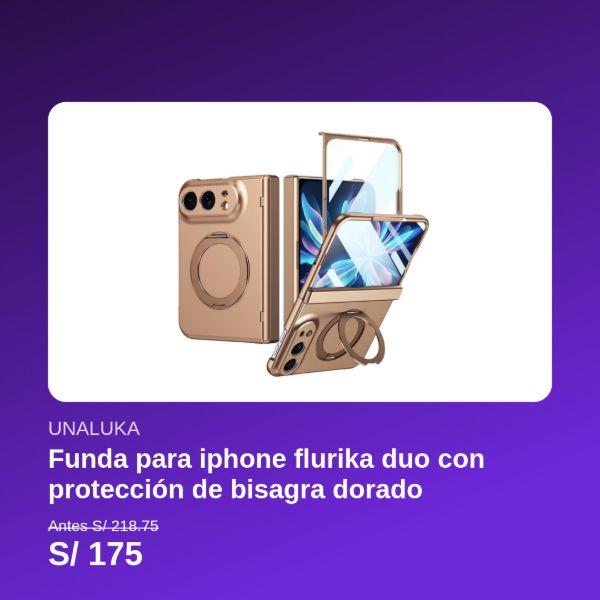 UNALUKA
Funda para iphone flurika duo con
protección de bisagra dorado
Antes S/ 218.75
S/ 175